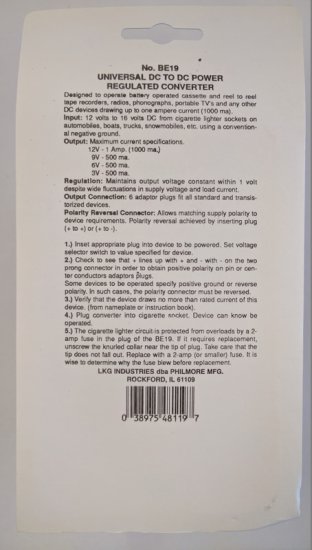 No. BE19
UNIVERSAL DC TO DC POWER
REGULATED CONVERTER
Designed to operate battery operated cassette and reel to reel
tape recorders, radios, phonographs, portable TV's and any other
DC devices drawing up to one ampere current (1000 ma).
Input: 12 volts to 16 volts DC from cigarette lighter sockets on
automobiles, boats, trucks, snowmobiles, etc. using a convention-
al negative ground.
Output: Maximum current specifications.
12V - 1 Amp. (1000 ma.)
9V - 500 ma.
6V - 500 ma.
3V - 500 ma.
Regulation: Maintains output voltage constant within 1 volt
despite wide fluctuations in supply voltage and load current.
Output Connection: 6 adaptor plugs fit all standard and transis-
torized devices.
Polarity Reversal Connector: Allows matching supply polarity to
device requirements. Polarity reversal achieved by inserting plug
(+ to +) or (+ to -).
1.) Inset appropriate plug into device to be powered. Set voltage
selector switch to value specified for device.
2.) Check to see that + lines up with + and - with - on the two
prong connector in order to obtain positive polarity on pin or cen-
ter conductors adaptors plugs.
Some devices to be operated specify positive ground or reverse
polarity. In such cases, the polarity connector must be reversed.
3.) Verify that the device draws no more than rated current of this
device. (from nameplate or instruction book).
4.) Plug converter into cigarette socket. Device can know be
operated.
5.) The cigarette lighter circuit is protected from overloads by a 2-
amp fuse in the plug of the BE19. If it requires replacement,
unscrew the knurled collar near the tip of plug. Take care that the
tip does not fall out. Replace with a 2-amp (or smaller) fuse. It is
wise to determine why the fuse blew before replacement.
LKG INDUSTRIES dba PHILMORE MFG.
ROCKFORD, IL 61109
0 38975 48119 7